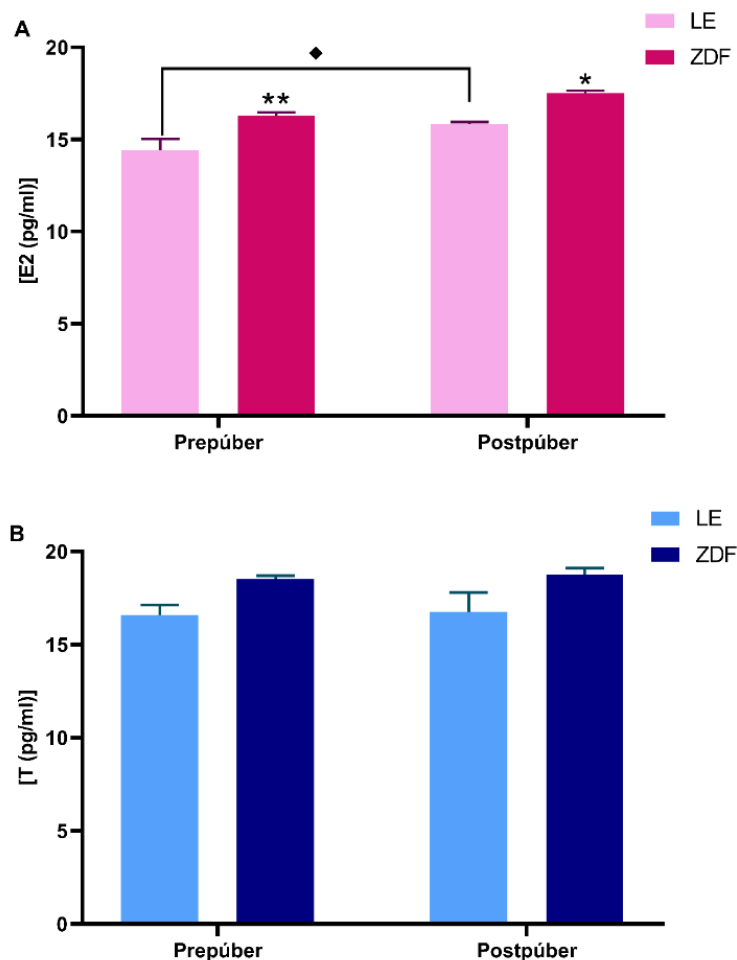 A
LE
ZDF
[E2 (pg/ml)]
20
15
10
5
0
◆
**
*
Prepúber
Postpúber
B
LE
ZDF
[T (pg/ml)]
20
15
10
5
0
Prepúber
Postpúber